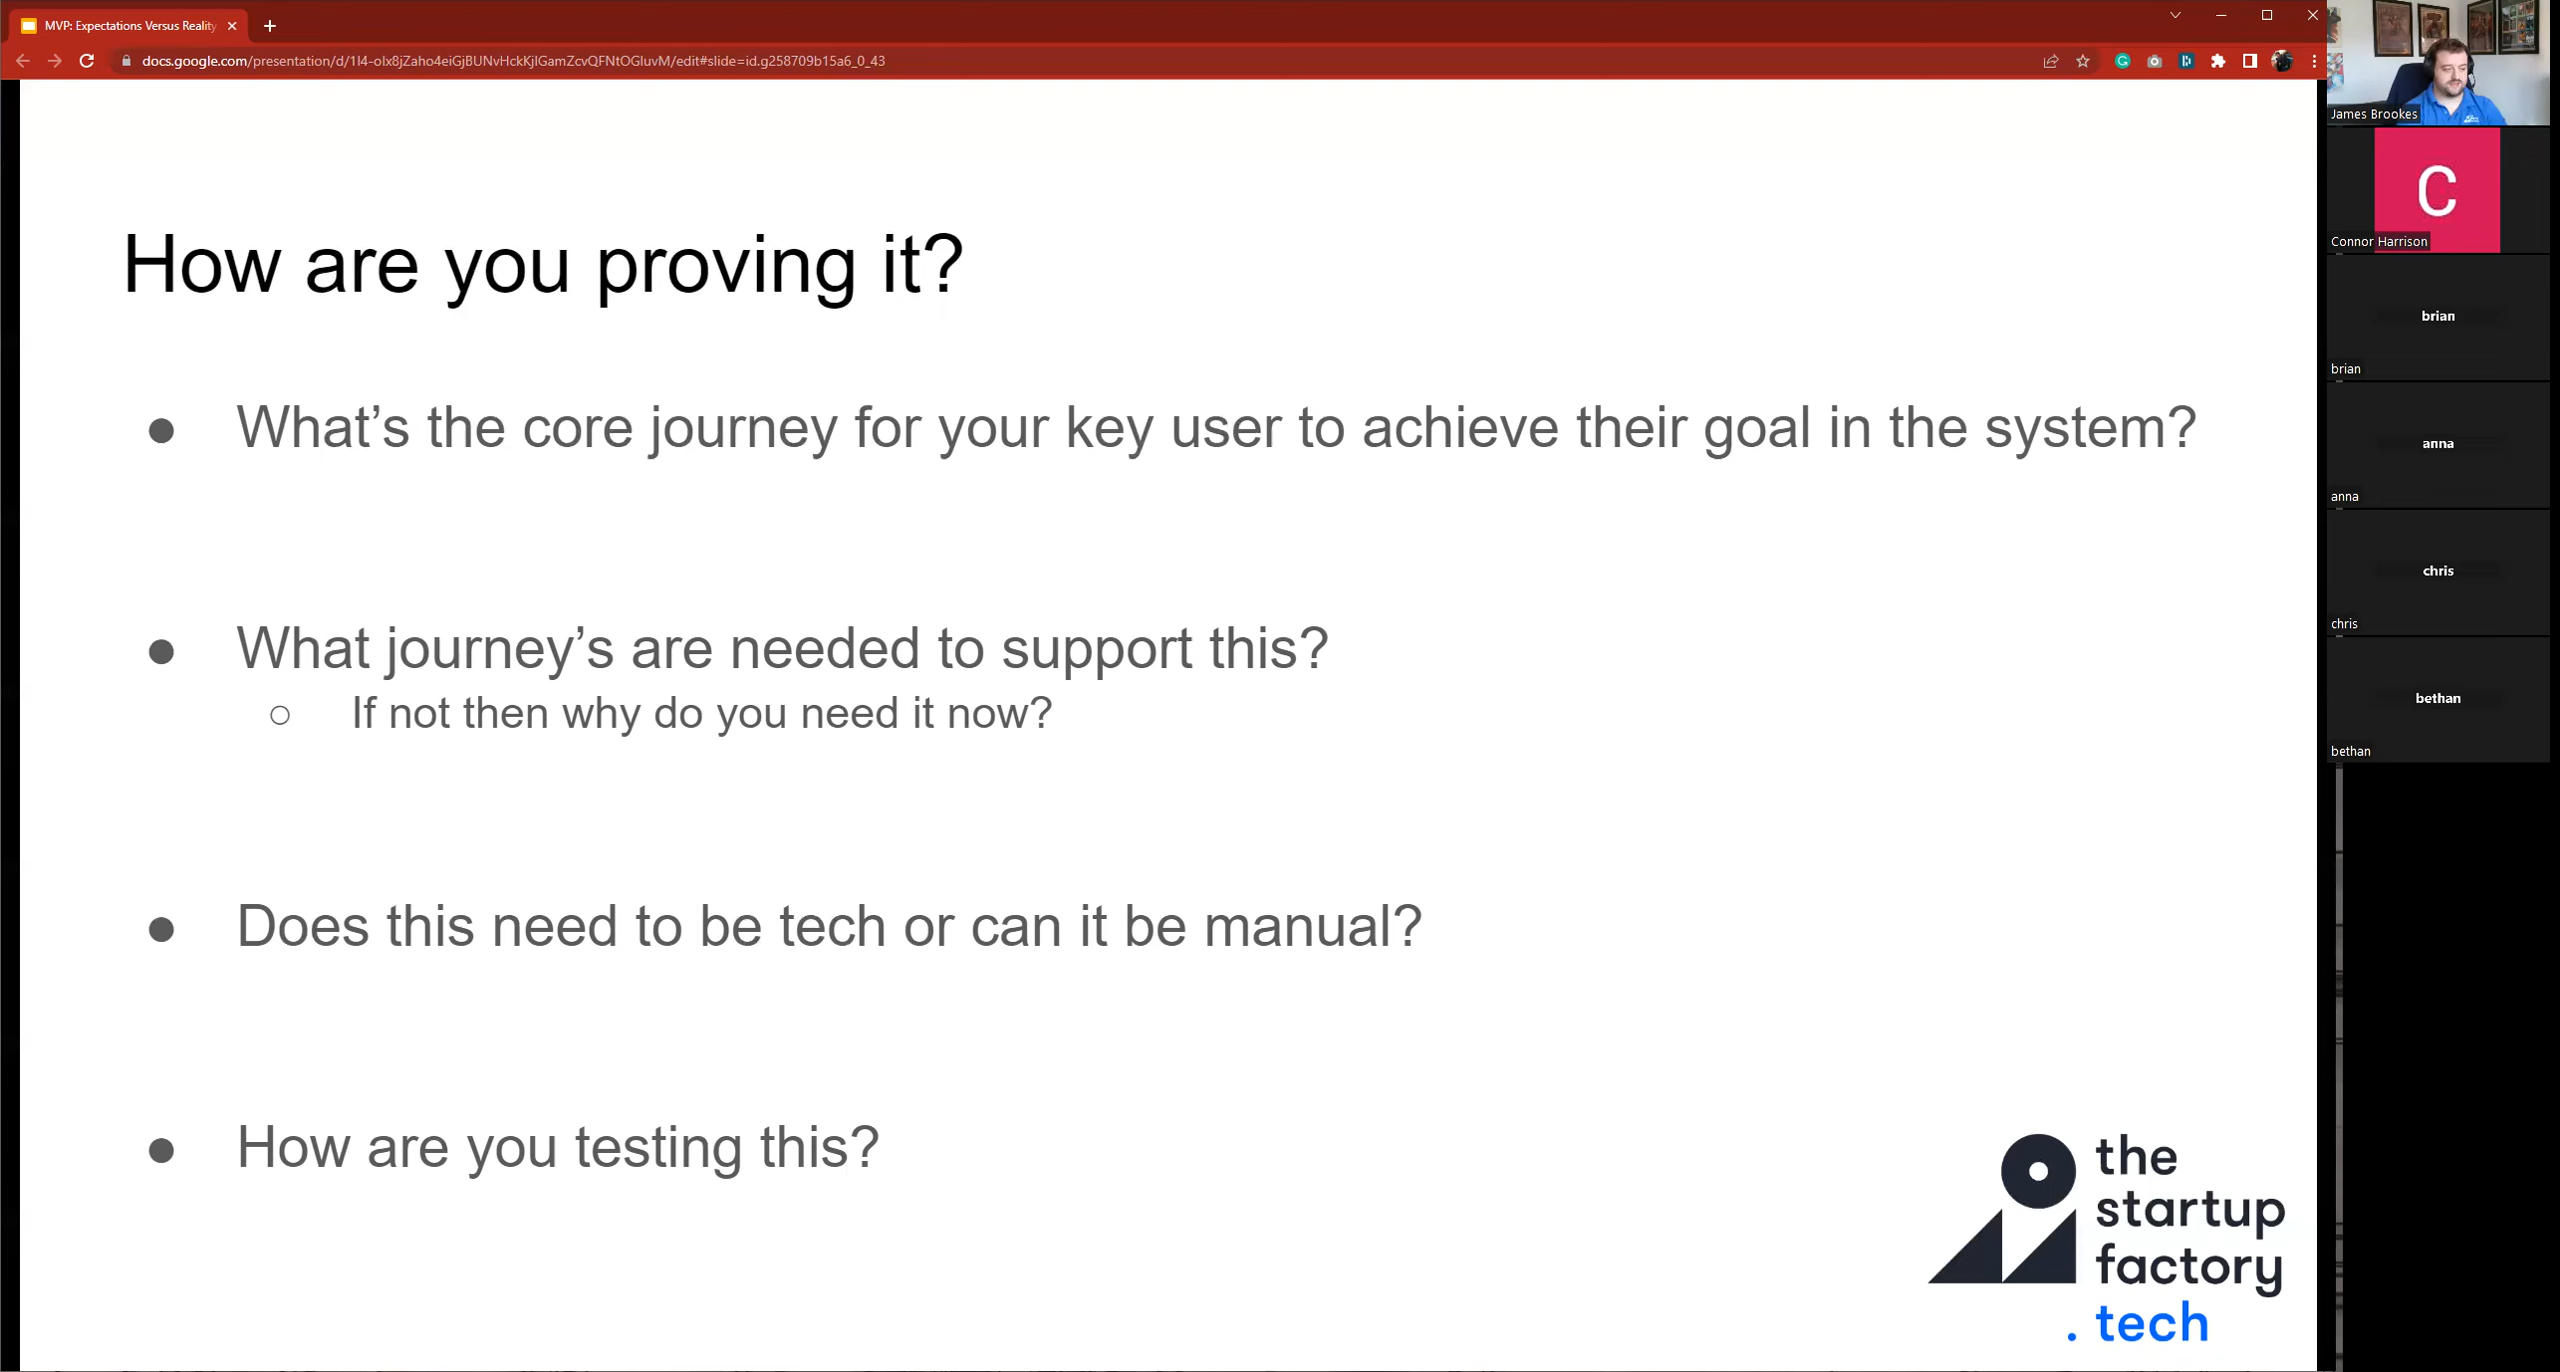 MVP: Expectations Versus Reality
docs.google.com/presentation/d/1I4-olx8jZaho4eiGjBUNvHckKjlGamZcvQFNtOGluvM/edit#slide=id.g258709b15a6_0_43
How are you proving it?
● What’s the core journey for your key user to achieve their goal in the system?
● What journey’s are needed to support this?
○ If not then why do you need it now?
● Does this need to be tech or can it be manual?
● How are you testing this?
the
startup
factory
. tech
James Brookes
C
Connor Harrison
brian
brian
anna
anna
chris
chris
bethan
bethan